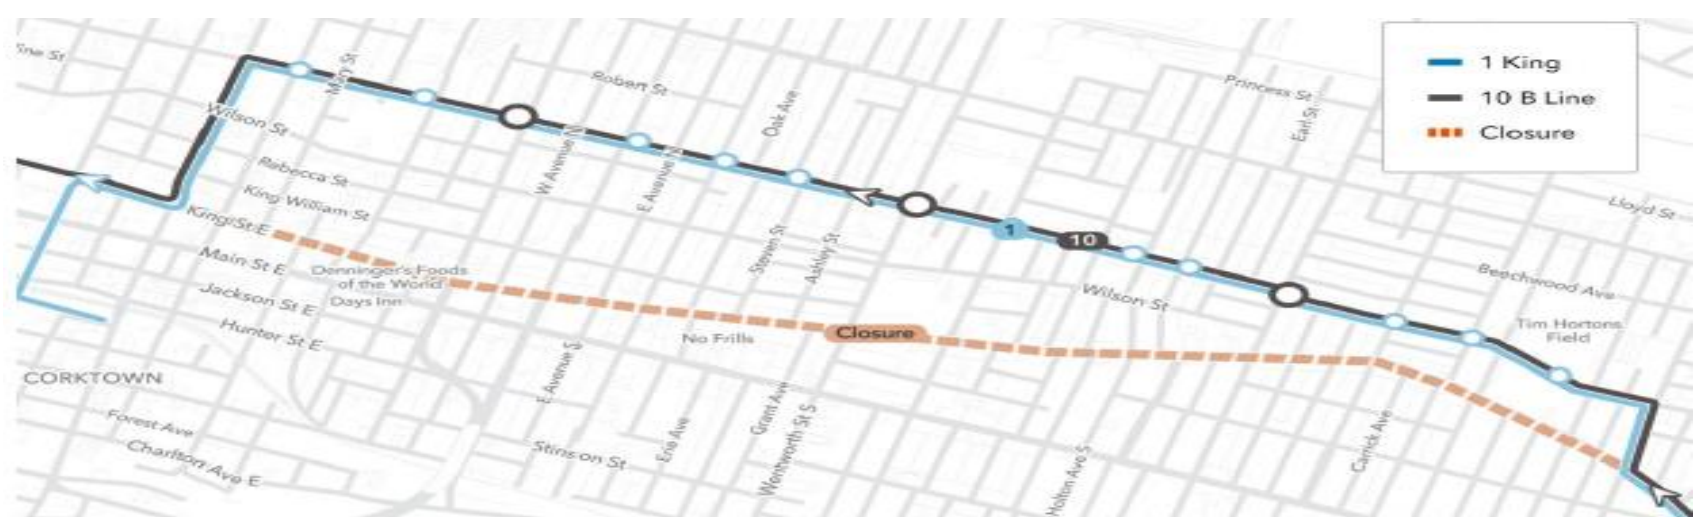 1 King
10 B Line
Closure
ine St
Mary St
Robert St
Oak Ave
Princess St
Earl St
Wilson St
W Avenue N
E Avenue N
Rebecca St
King William St
King St E
Lloyd St
Main St E
Denninger's Foods
of the World
Days Inn
Steven St
Ashley St
1
10
Beechwood Ave
Wilson St
Jackson St E
Hunter St E
No Frills
Closure
Tim Hortons
Field
CORKTOWN
E Avenue S
Forest Ave
Charlton Ave E
Stinson St
Erie Ave
Grant Ave
Wentworth St S
Holton Ave S
Carrick Ave